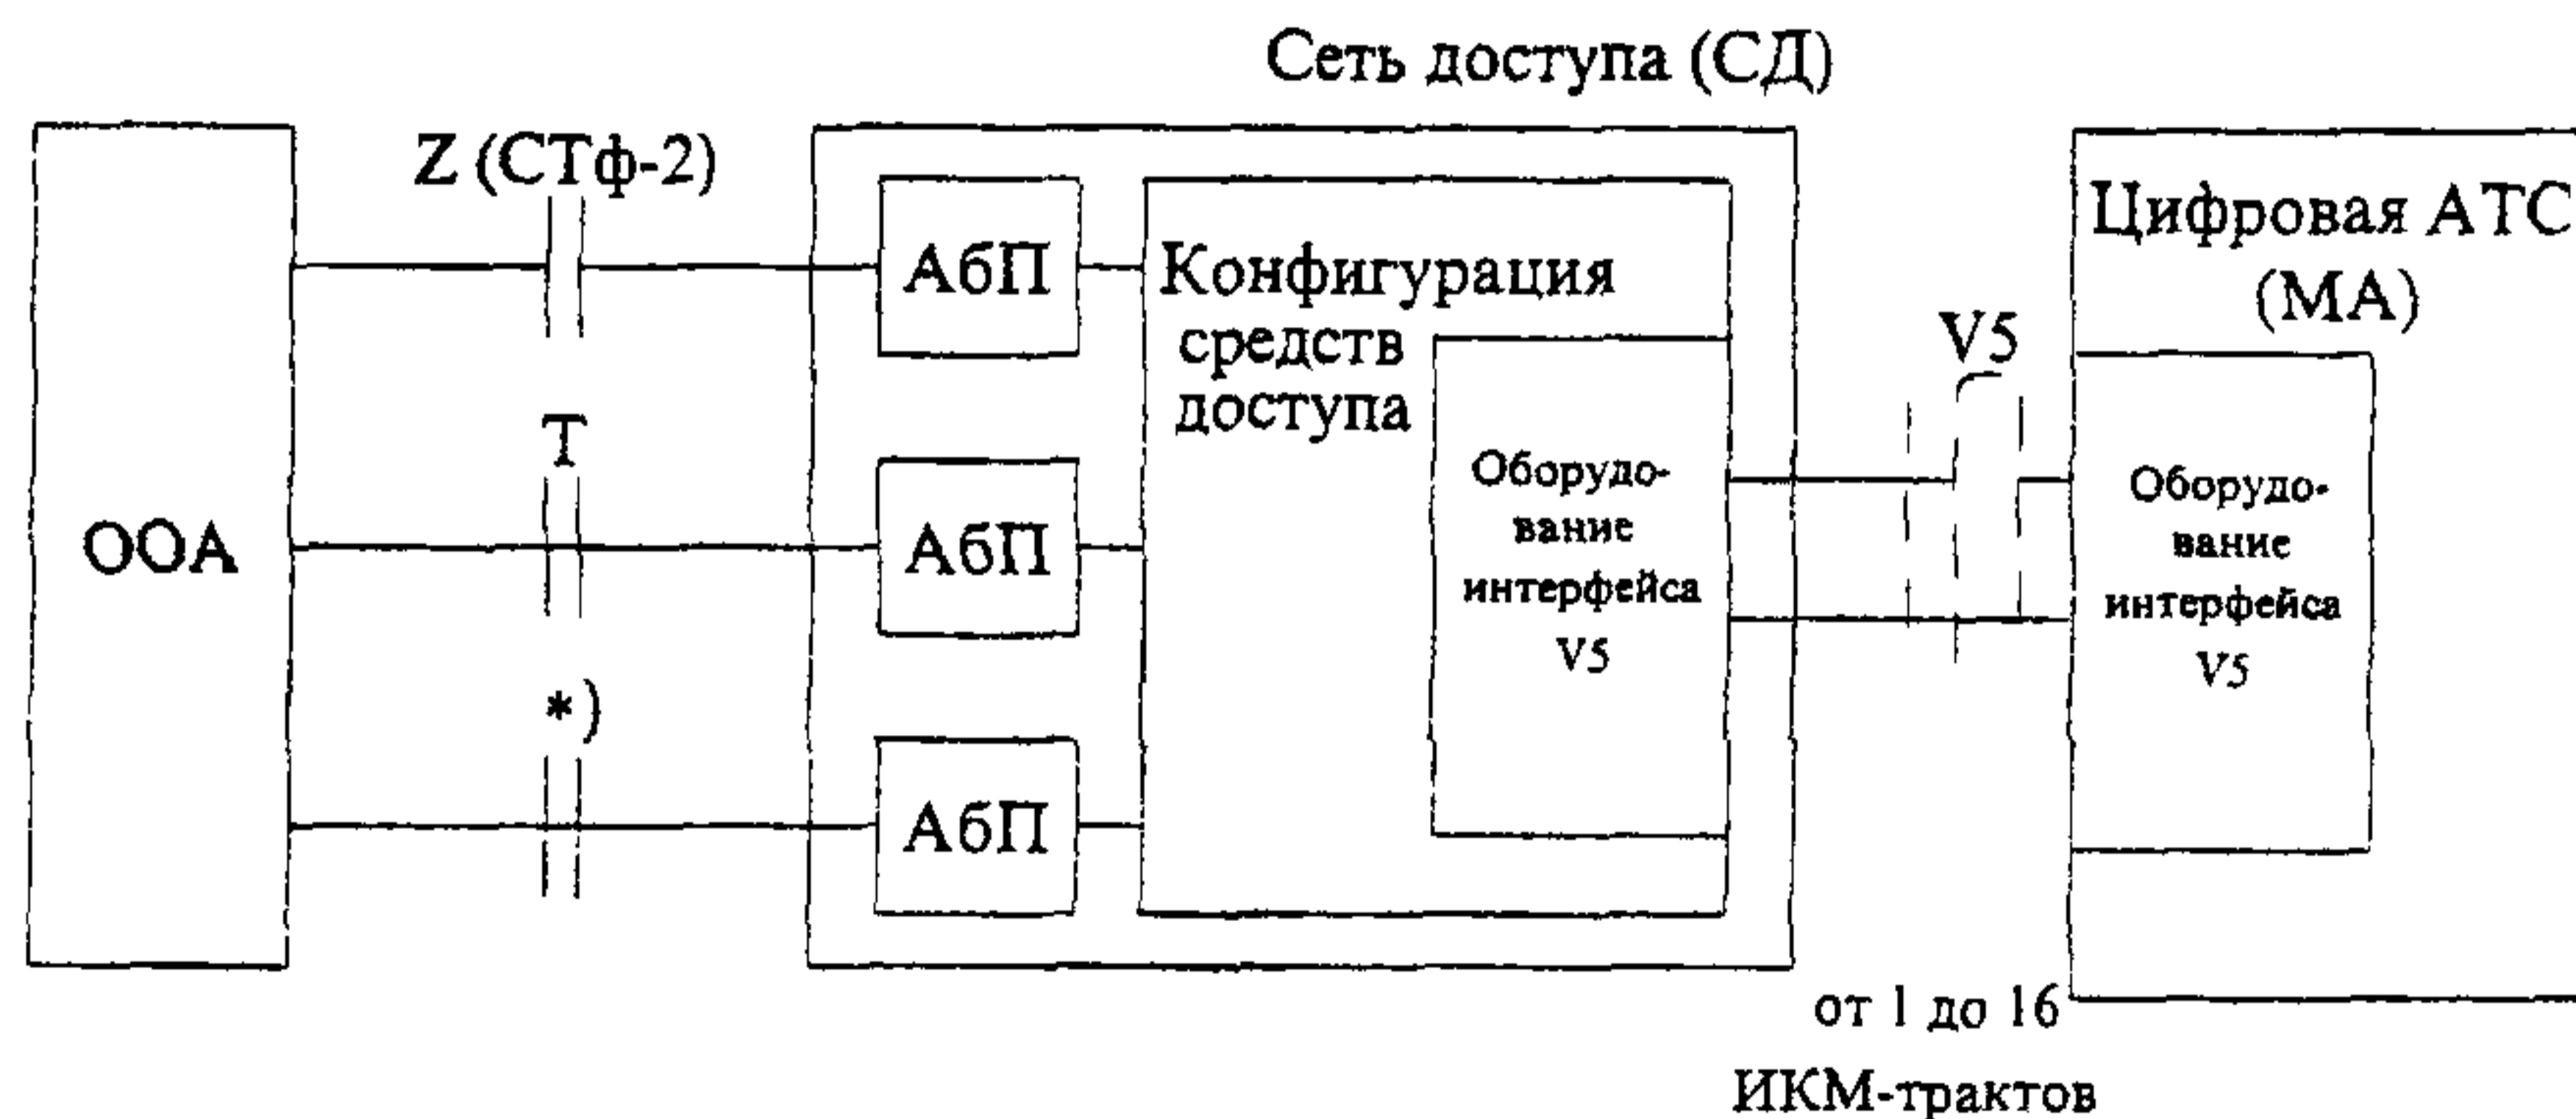 Сеть доступа (СД)
Z (СТф-2)
АбП
Конфигурация
средств
доступа
Цифровая АТС
(МА)
V5
Т
ООА
АбП
Оборудо-
вание
интерфейса
V5
Оборудо-
вание
интерфейса
V5
*)
АбП
от 1 до 16
ИКМ-трактов